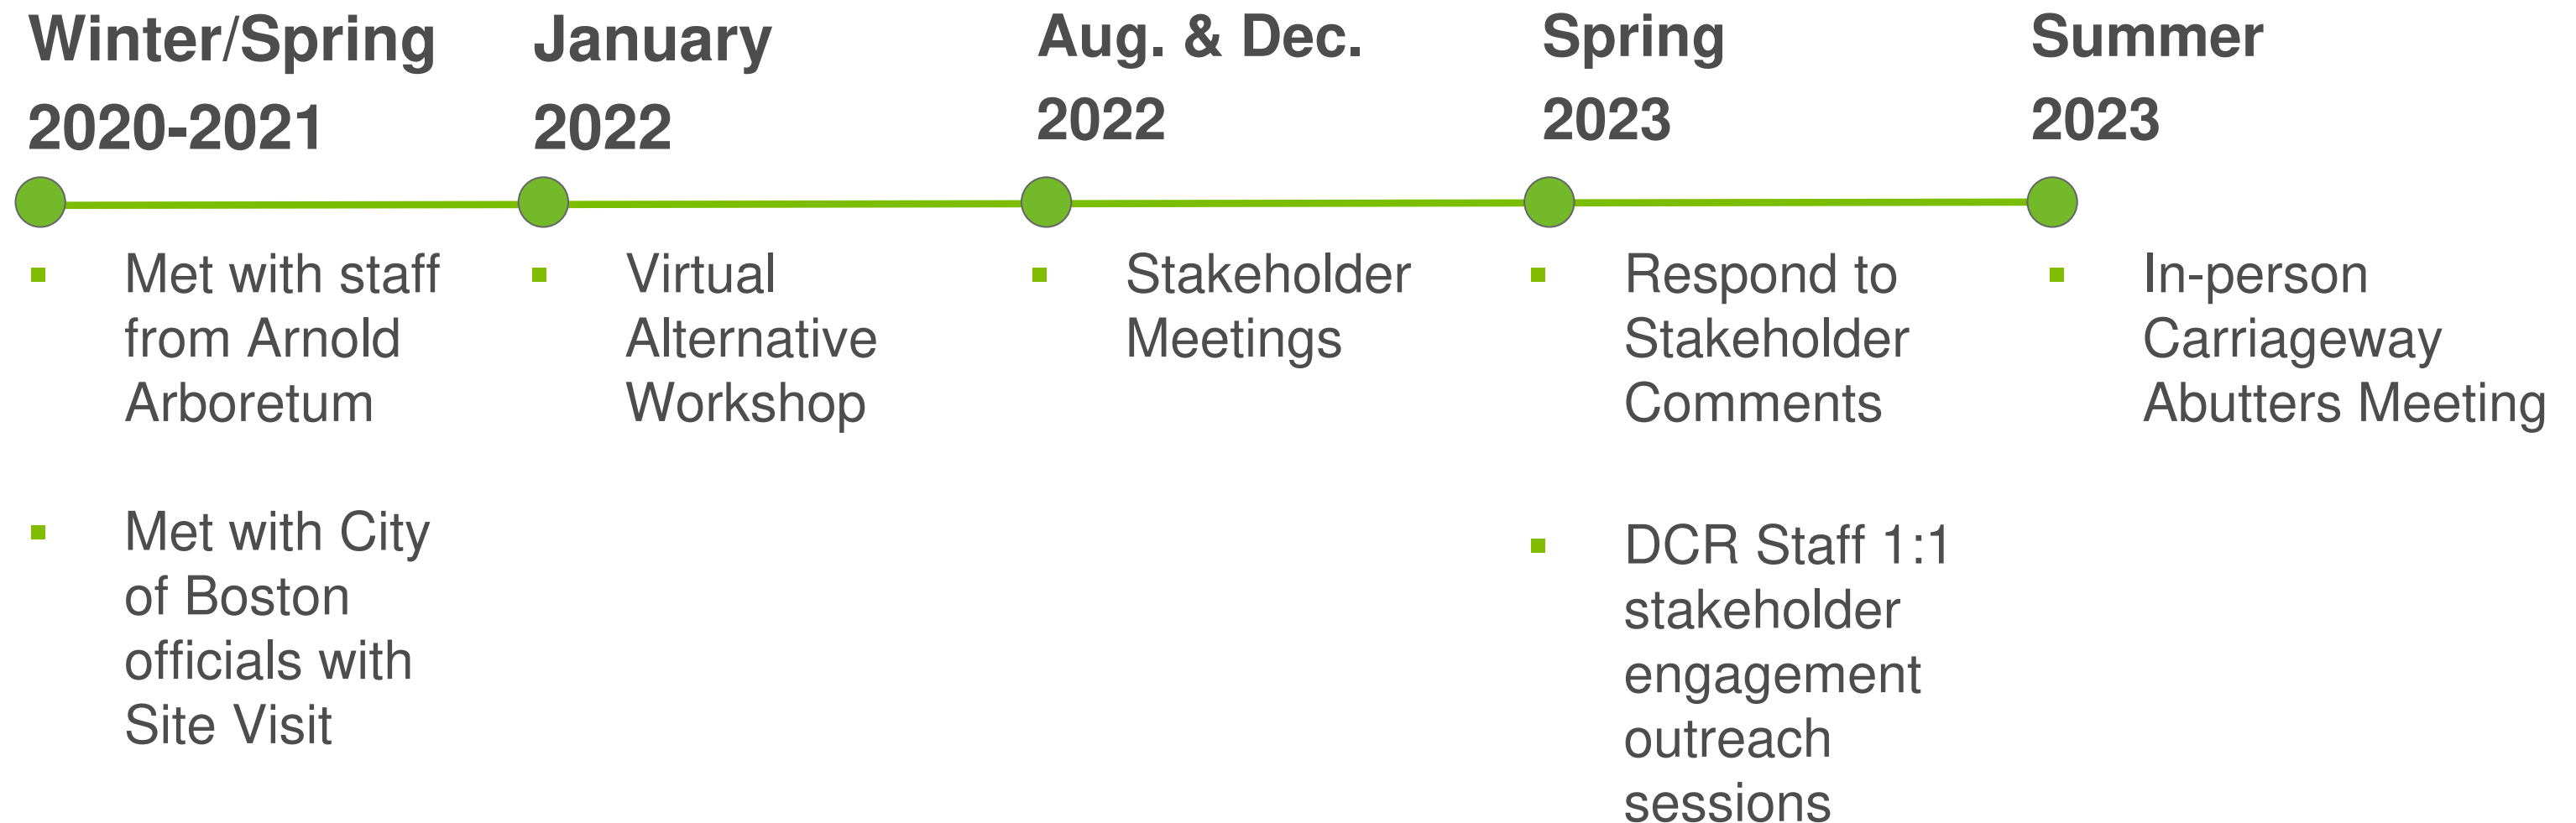 Winter/Spring
2020-2021
January
2022
Aug. & Dec.
2022
Spring
2023
Summer
2023
Met with staff
from Arnold
Arboretum
Met with City
of Boston
officials with
Site Visit
Virtual
Alternative
Workshop
Stakeholder
Meetings
Respond to
Stakeholder
Comments
DCR Staff 1:1
stakeholder
engagement
outreach
sessions
In-person
Carriageway
Abutters Meeting